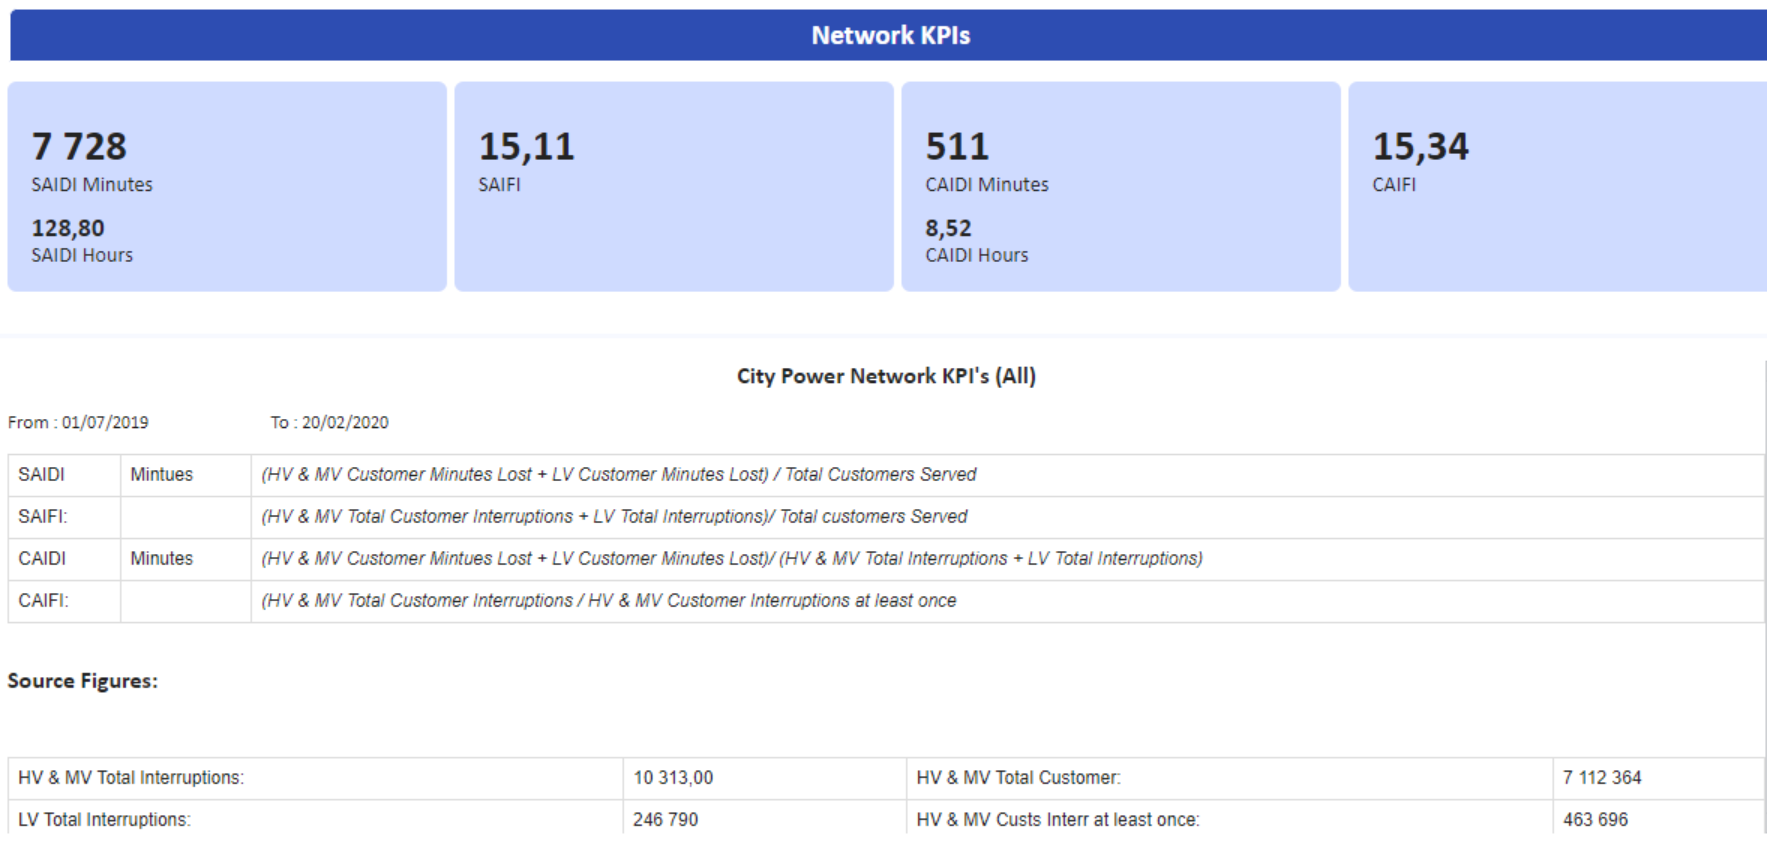 Network KPIs
7 728
SAIDI Minutes
128,80
SAIDI Hours
15,11
SAIFI
511
CAIDI Minutes
8,52
CAIDI Hours
15,34
CAIFI
City Power Network KPI's (All)
From : 01/07/2019 To : 20/02/2020
SAIDI Mintues (HV & MV Customer Minutes Lost + LV Customer Minutes Lost) / Total Customers Served
SAIFI: (HV & MV Total Customer Interruptions + LV Total Interruptions)/ Total customers Served
CAIDI Minutes (HV & MV Customer Mintues Lost + LV Customer Minutes Lost)/ (HV & MV Total Interruptions + LV Total Interruptions)
CAIFI: (HV & MV Total Customer Interruptions / HV & MV Customer Interruptions at least once
Source Figures:
HV & MV Total Interruptions: 10 313,00 HV & MV Total Customer: 7 112 364
LV Total Interruptions: 246 790 HV & MV Custs Interr at least once: 463 696